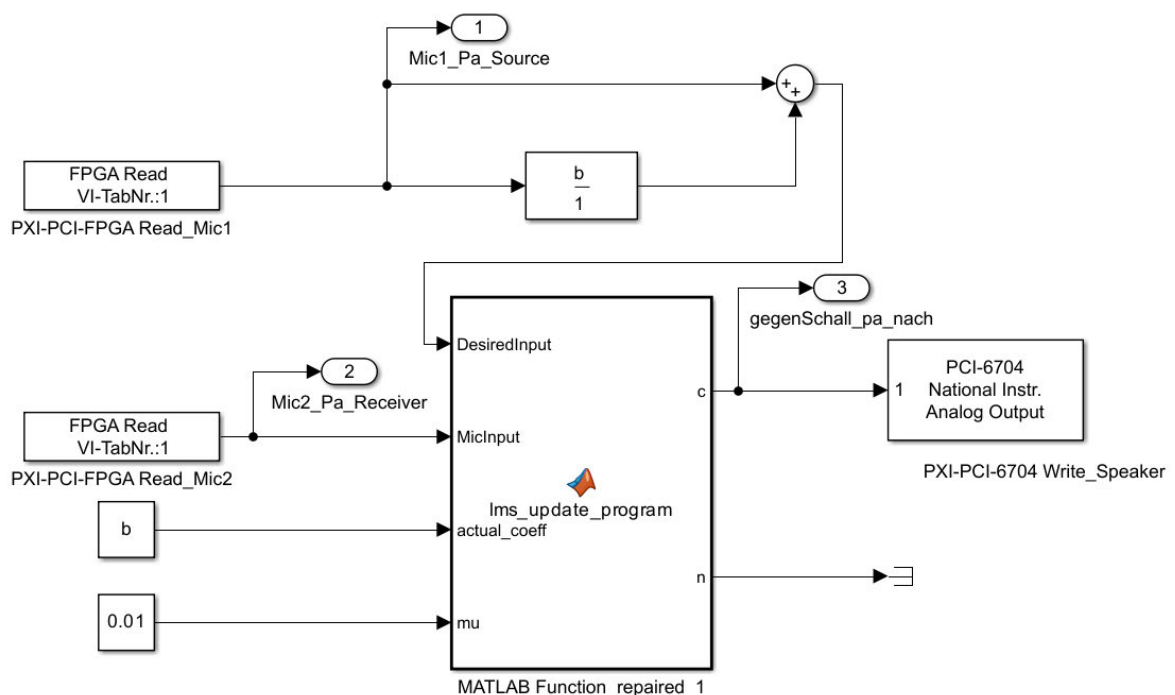 1
Mic1_Pa_Source
+
+
FPGA Read
VI-TabNr.:1
PXI-PCI-FPGA Read_Mic1
b
1
3
gegenSchall_pa_nach
DesiredInput
2
Mic2_Pa_Receiver
PCI-6704
National Instr.
Analog Output
1
c
FPGA Read
VI-TabNr.:1
MicInput
PXI-PCI-FPGA Read_Mic2
PXI-PCI-6704 Write_Speaker
lms_update_program
b
actual_coeff
n
0.01
mu
MATLAB Function_repaired_1